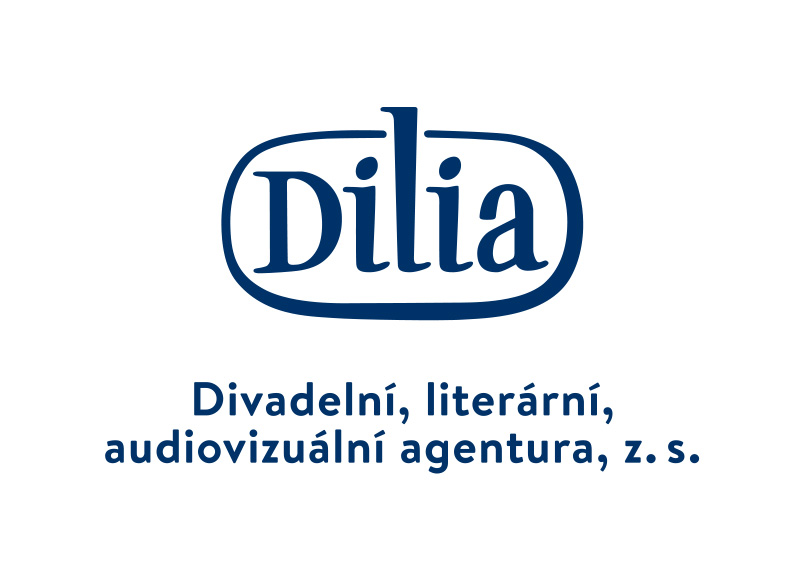 Dilia
Divadelní, literární,
audiovizuální agentura, z. s.